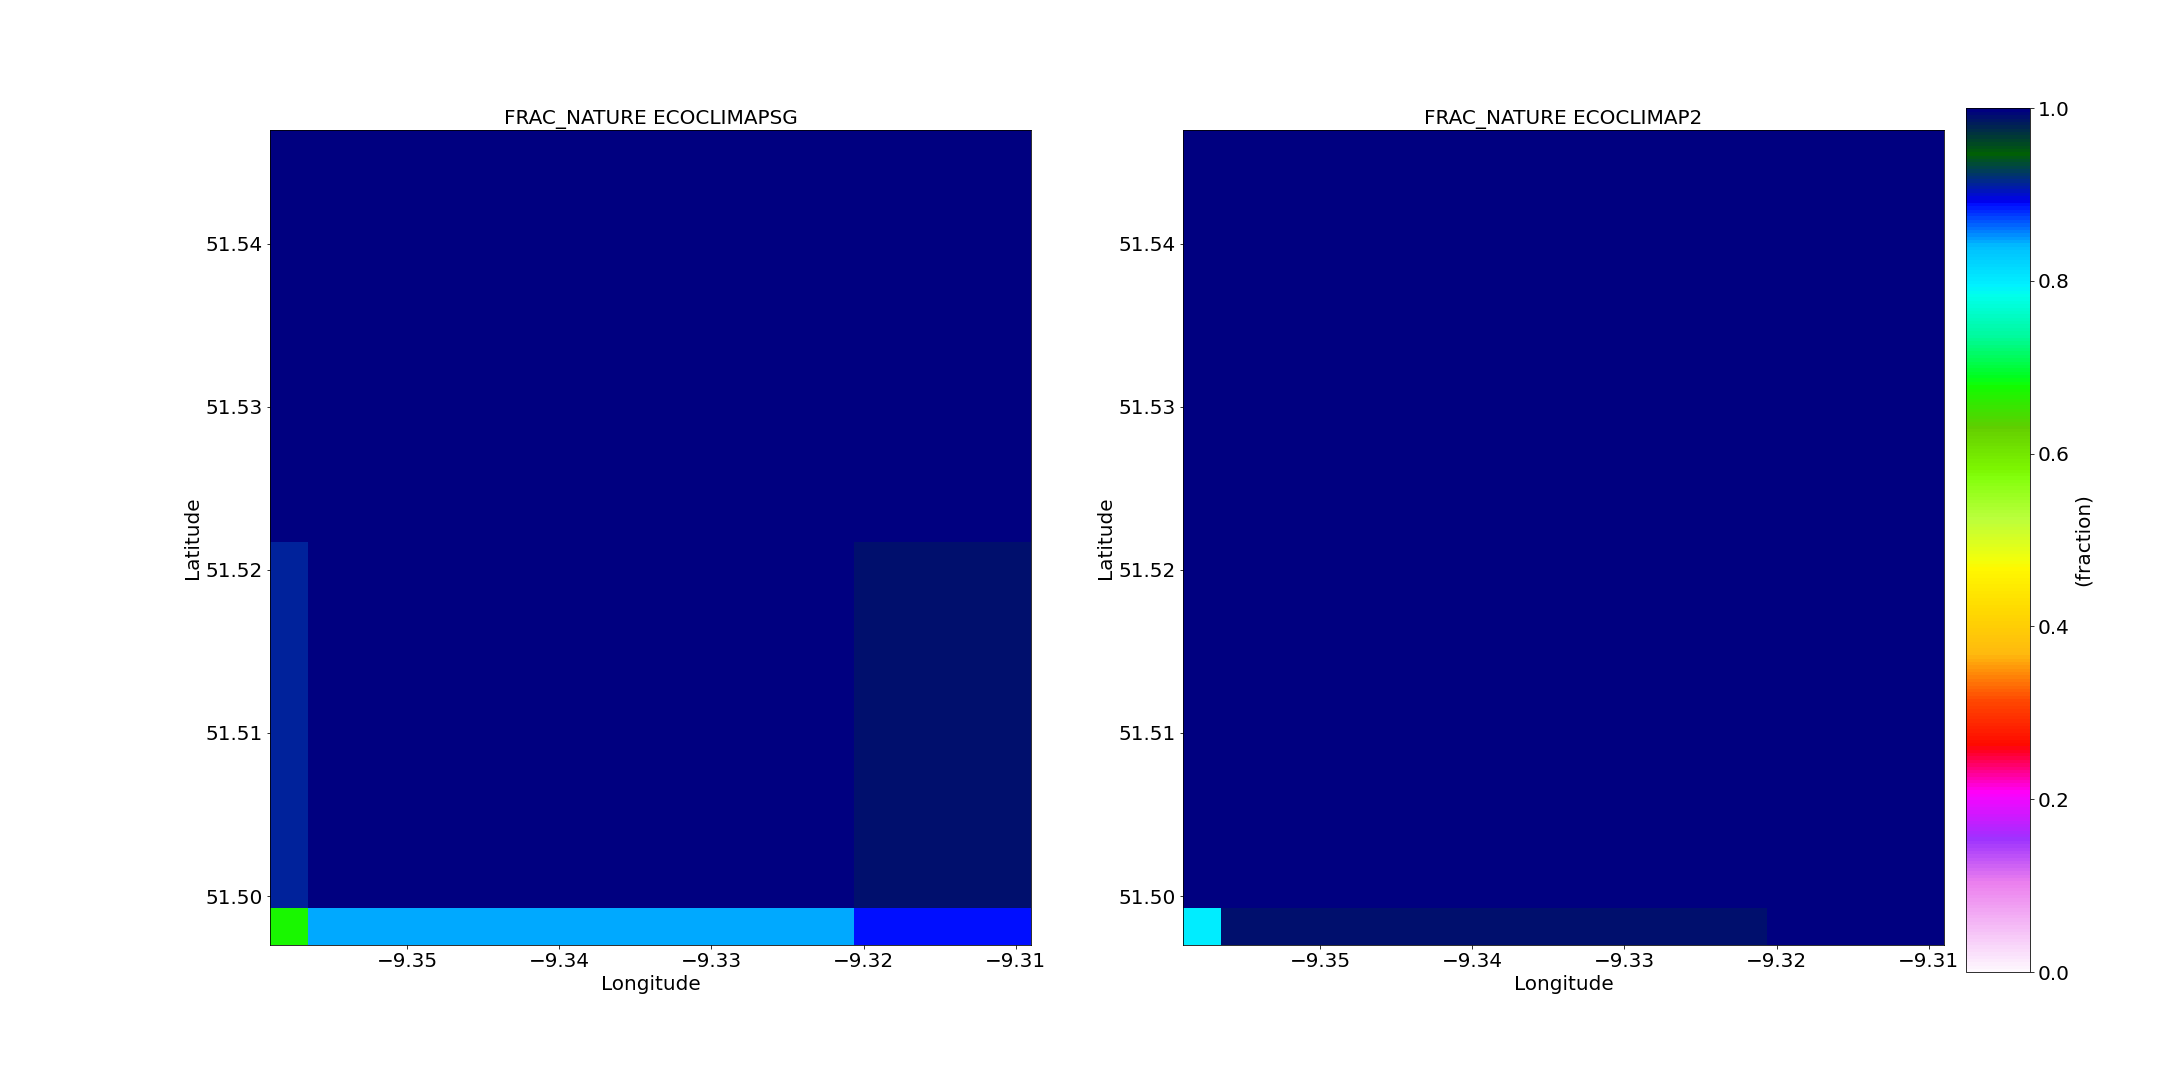 FRAC_NATURE ECOCLIMAPSG
51.54
51.53
51.52
51.51
51.50
Latitude
−9.35 −9.34 −9.33 −9.32 −9.31
Longitude
FRAC_NATURE ECOCLIMAP2
51.54
51.53
51.52
51.51
51.50
Latitude
−9.35 −9.34 −9.33 −9.32 −9.31
Longitude
1.0
0.8
0.6
0.4
0.2
0.0
(fraction)